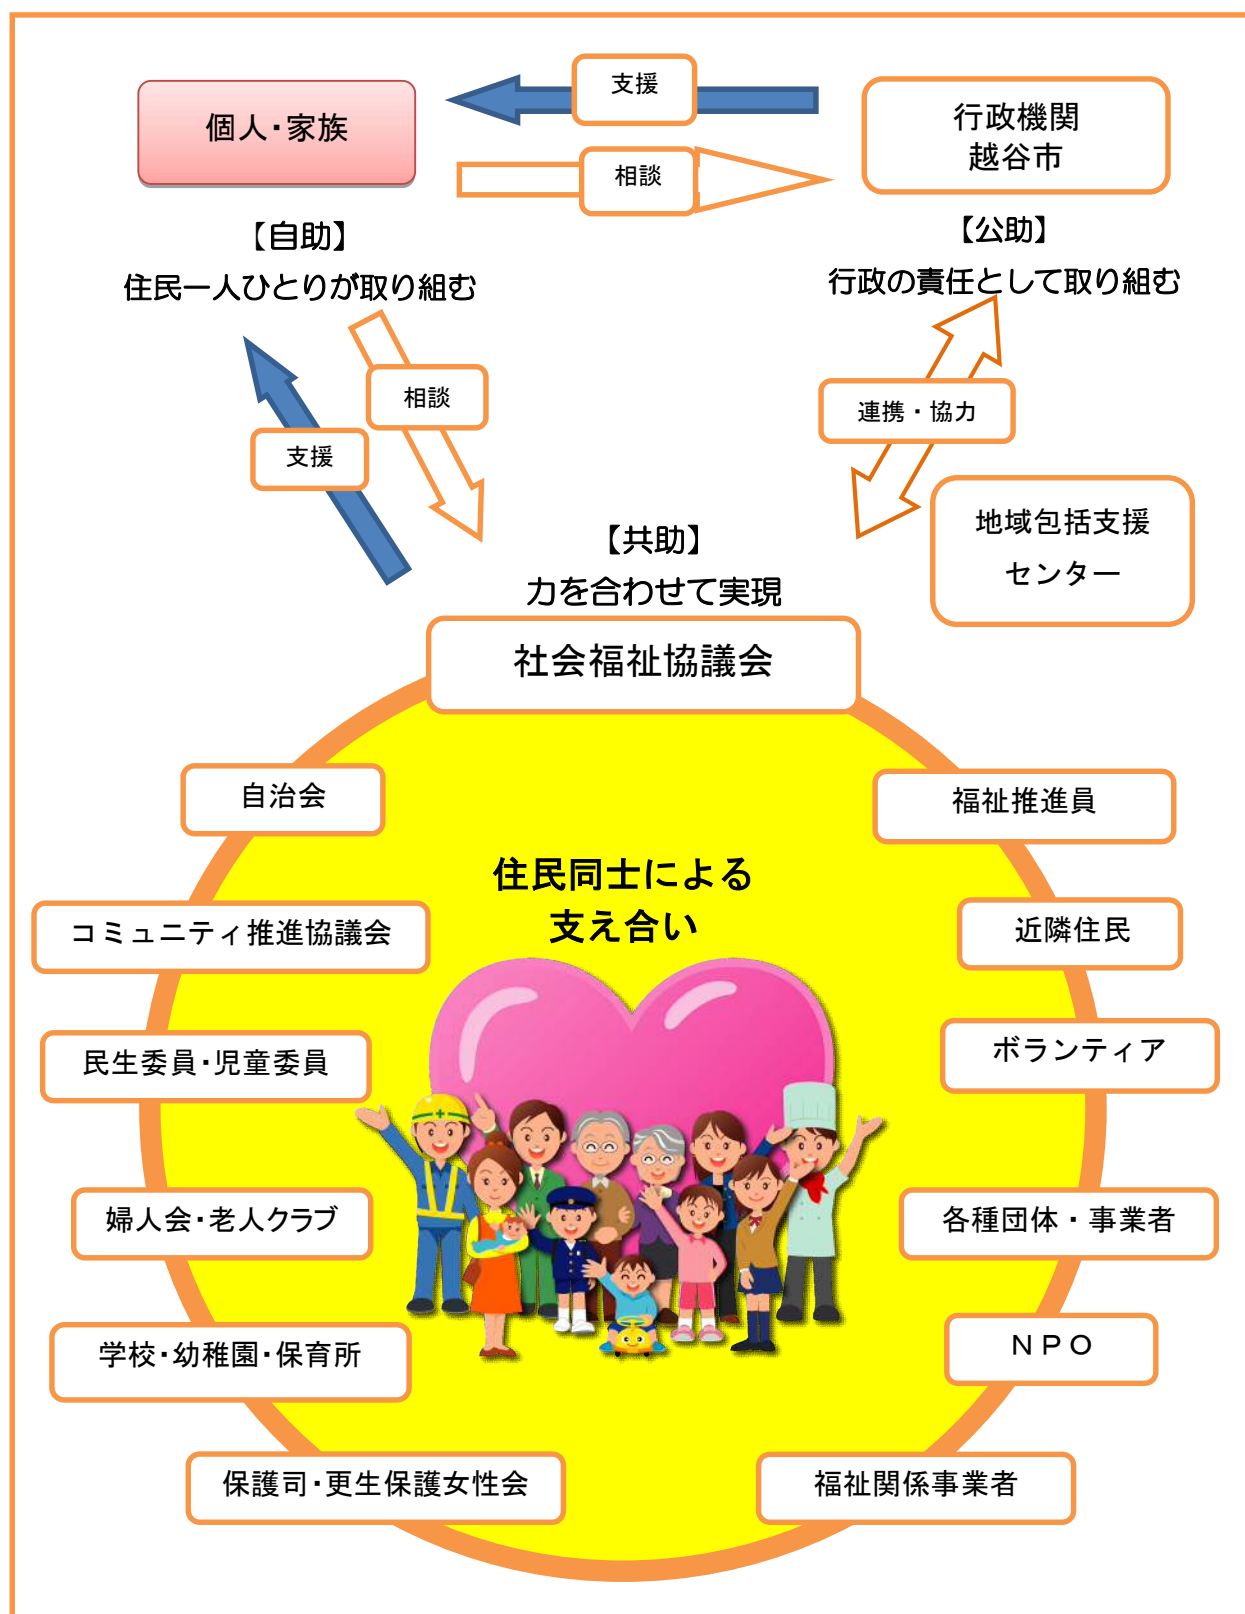 個人・家族
支援
行政機関
越谷市
相談
【自助】
住民一人ひとりが取り組む
【公助】
行政の責任として取り組む
相談
支援
連携・協力
地域包括支援
センター
【共助】
力を合わせて実現
社会福祉協議会
自治会
福祉推進員
住民同士による
支え合い
コミュニティ推進協議会
近隣住民
民生委員・児童委員
ボランティア
婦人会・老人クラブ
各種団体・事業者
学校・幼稚園・保育所
ＮＰＯ
保護司・更生保護女性会
福祉関係事業者